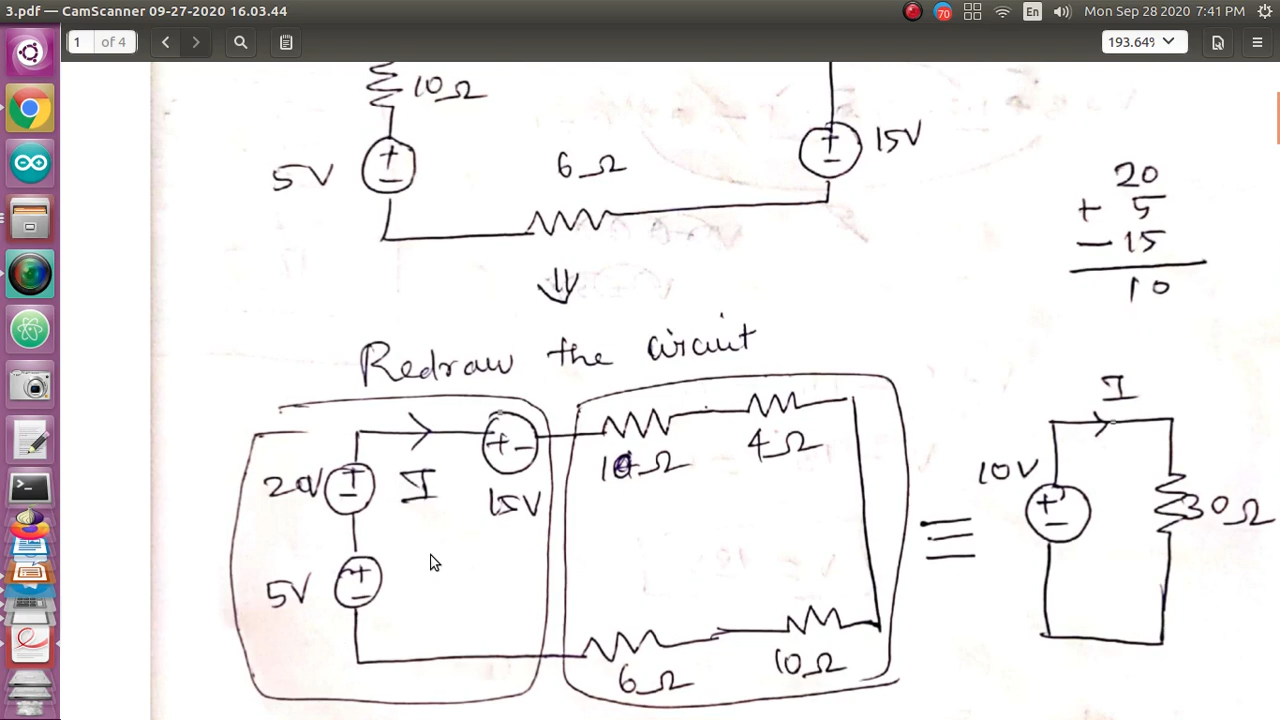 3.pdf — CamScanner 09-27-2020 16.03.44
70
En
Mon Sep 28 2020 7:41 PM
1 of 4
193.64%
10Ω
5V
6Ω
15V
20
+ 5
- 15
10
⇓
Redraw the circuit
20V
I
+-
15V
10Ω
4Ω
5V
6Ω
10Ω
≡
I
10V
30Ω